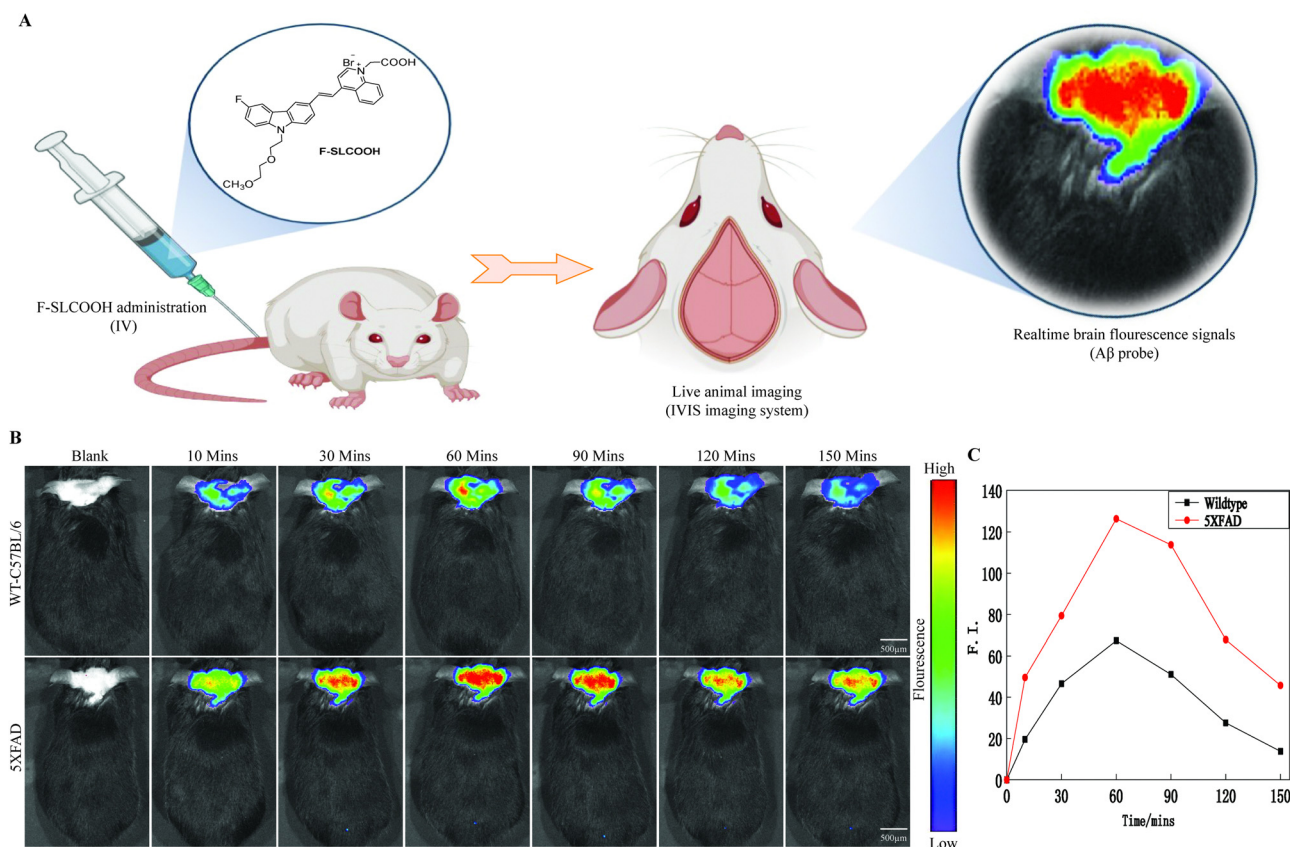 A
Br⁻
N⁺
COOH
F
N
O
O
CH₃
F-SLCOOH
F-SLCOOH administration
(IV)
Live animal imaging
(IVIS imaging system)
Realtime brain flourescence signals
(Aβ probe)
B
Blank 10 Mins 30 Mins 60 Mins 90 Mins 120 Mins 150 Mins
WT-C57BL/6
500μm
5XFAD
500μm
High
Flourescence
Low
C
Wildtype
5XFAD
F. I.
140
120
100
80
60
40
20
0
0 30 60 90 120 150
Time/mins